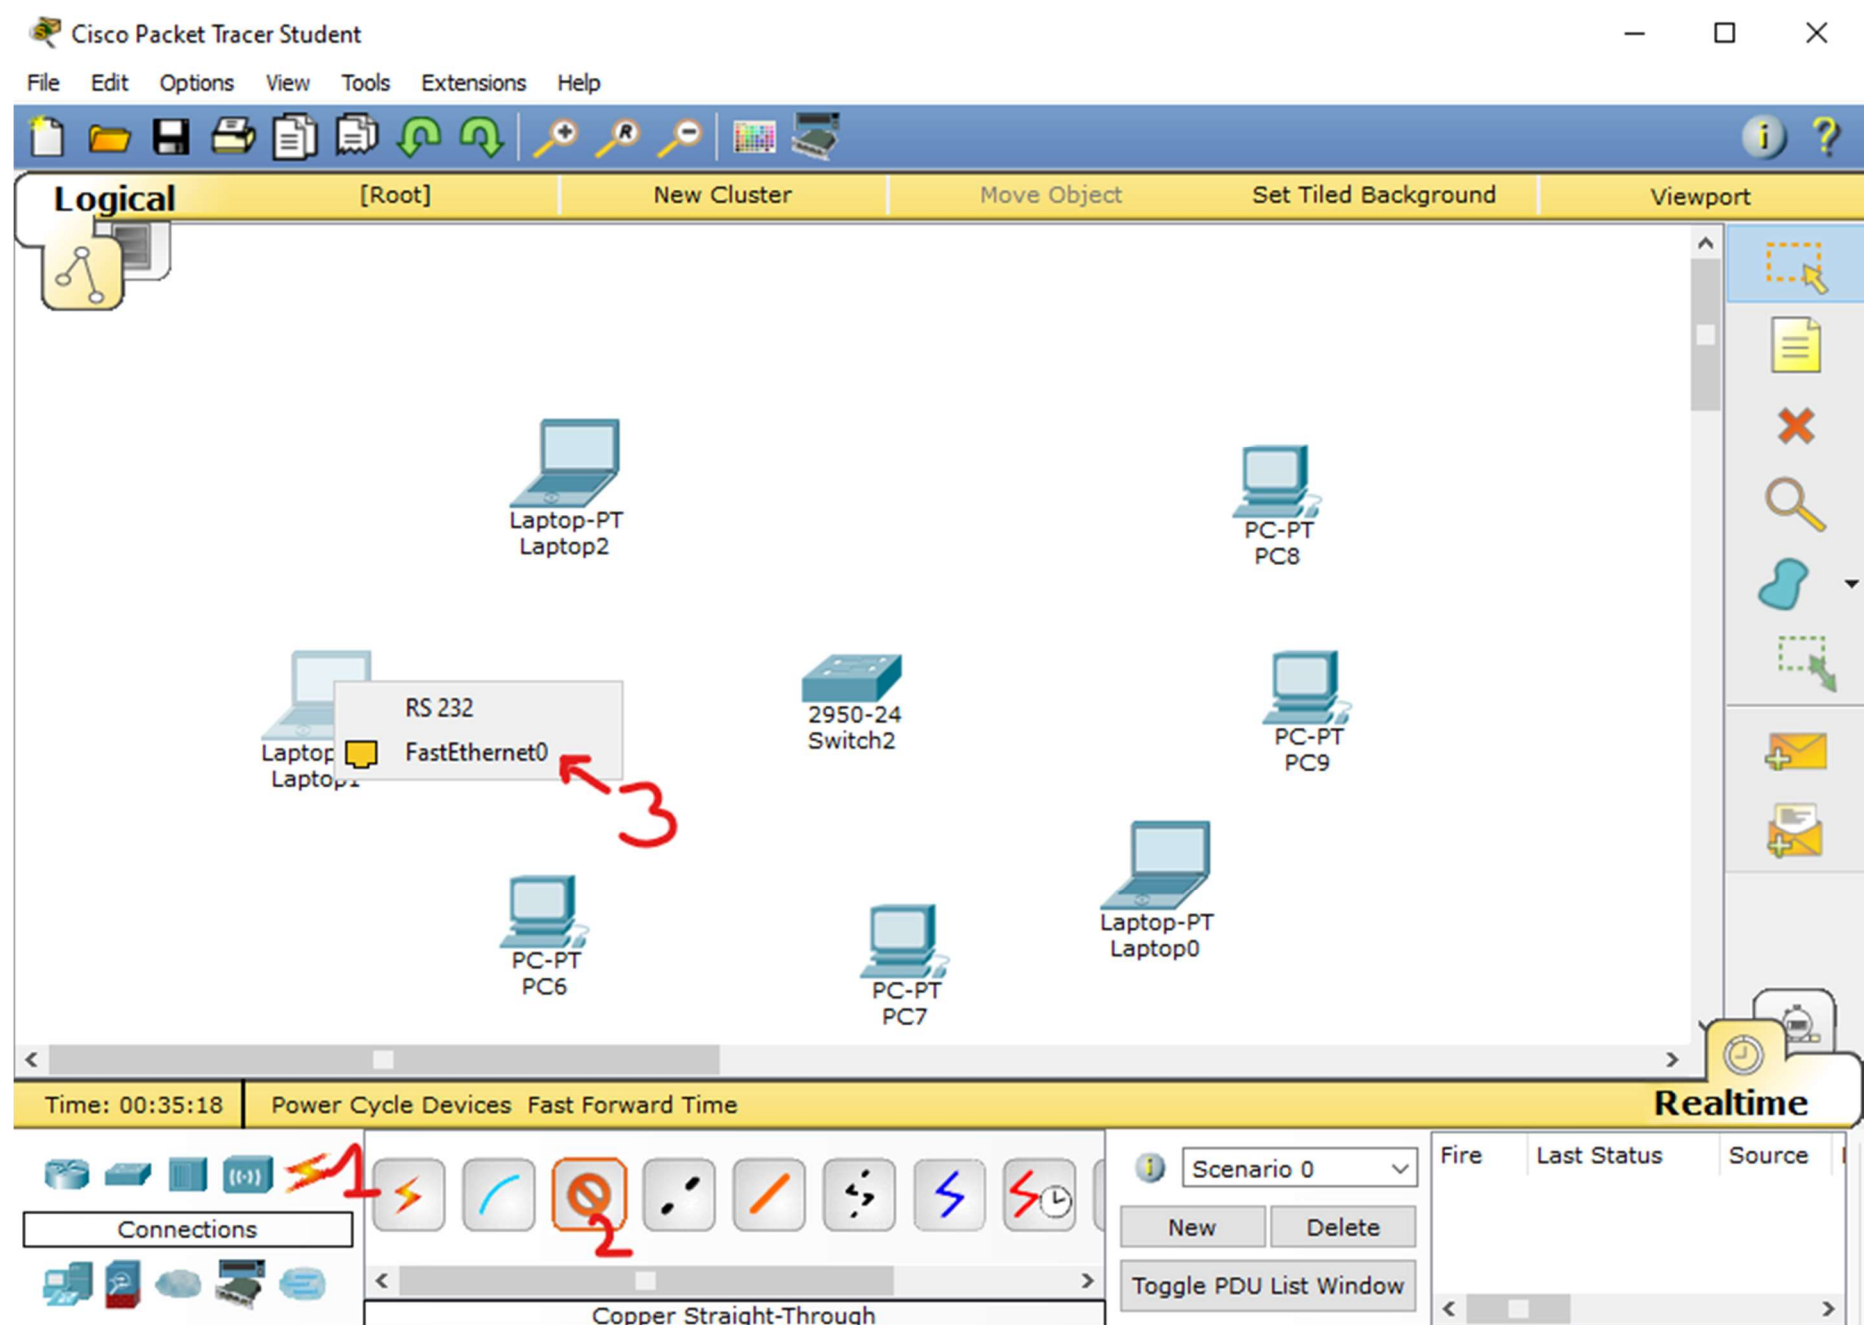 Cisco Packet Tracer Student
File Edit Options View Tools Extensions Help
R
i ?
Logical [Root] New Cluster Move Object Set Tiled Background Viewport
Laptop-PT
Laptop2
PC-PT
PC8
RS 232
FastEthernet0
Laptop
Laptop1
2950-24
Switch2
PC-PT
PC9
3
Laptop-PT
Laptop0
PC-PT
PC6
PC-PT
PC7
Time: 00:35:18 Power Cycle Devices Fast Forward Time Realtime
1
2
Connections
Copper Straight-Through
i Scenario 0
New Delete
Toggle PDU List Window
Fire Last Status Source